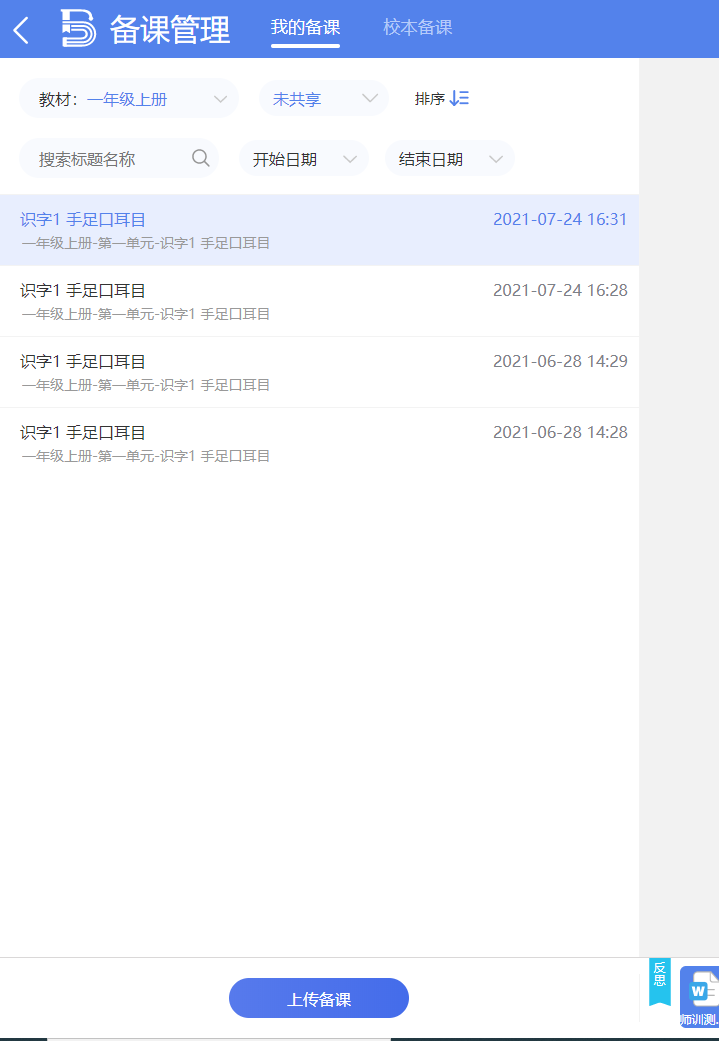 备课管理 我的备课 校本备课
教材： 一年级上册 未共享 排序
搜索标题名称 开始日期 结束日期
识字1 手足口耳目 2021-07-24 16:31
一年级上册-第一单元-识字1 手足口耳目
识字1 手足口耳目 2021-07-24 16:28
一年级上册-第一单元-识字1 手足口耳目
识字1 手足口耳目 2021-06-28 14:29
一年级上册-第一单元-识字1 手足口耳目
识字1 手足口耳目 2021-06-28 14:28
一年级上册-第一单元-识字1 手足口耳目
反思
W
上传备课
师训测..